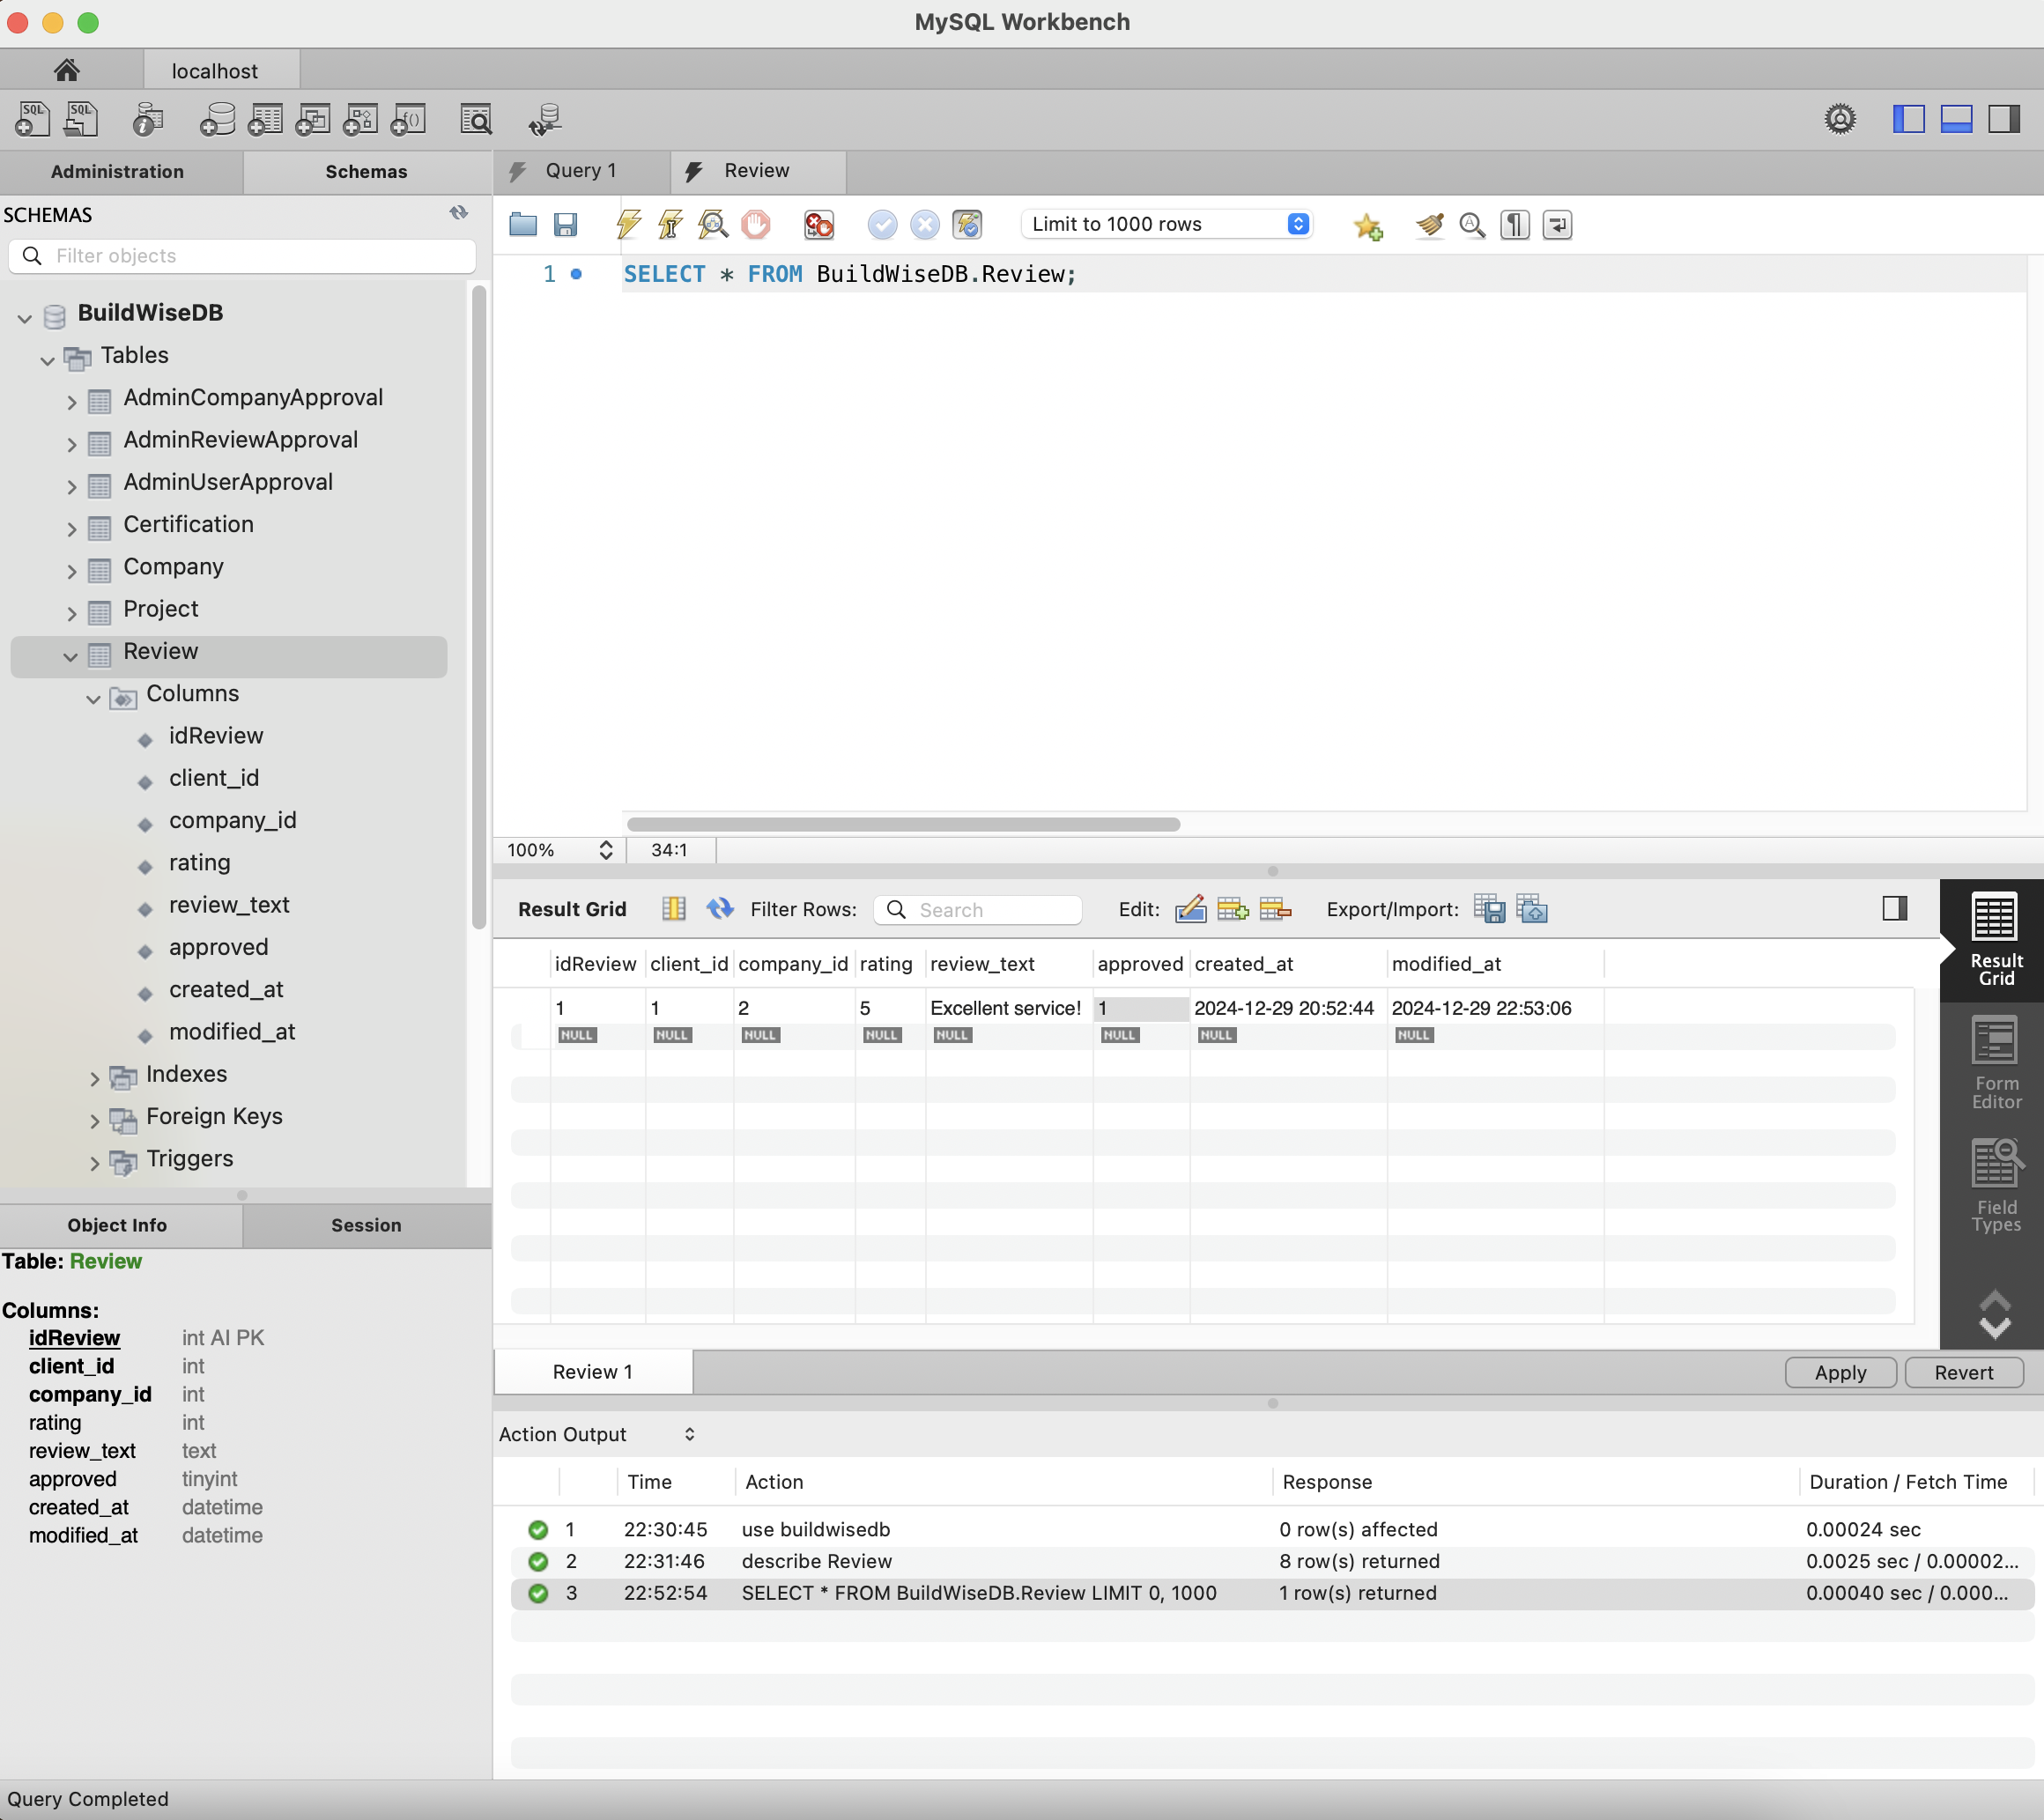 MySQL Workbench
localhost
Administration
Schemas
SCHEMAS
Filter objects
BuildWiseDB
Tables
AdminCompanyApproval
AdminReviewApproval
AdminUserApproval
Certification
Company
Project
Review
Columns
idReview
client_id
company_id
rating
review_text
approved
created_at
modified_at
Indexes
Foreign Keys
Triggers
Object Info
Session
Table: Review
Columns:
idReview int AI PK
client_id int
company_id int
rating int
review_text text
approved tinyint
created_at datetime
modified_at datetime
Query 1
Review
Limit to 1000 rows
1 SELECT * FROM BuildWiseDB.Review;
100% 34:1
Result Grid Filter Rows: Search Edit: Export/Import:
idReview client_id company_id rating review_text approved created_at modified_at
1 1 2 5 Excellent service! 1 2024-12-29 20:52:44 2024-12-29 22:53:06
NULL NULL NULL NULL NULL NULL NULL NULL
Result
Grid
Form
Editor
Field
Types
Review 1
Apply
Revert
Action Output
Time Action Response Duration / Fetch Time
1 22:30:45 use buildwisedb 0 row(s) affected 0.00024 sec
2 22:31:46 describe Review 8 row(s) returned 0.0025 sec / 0.00002...
3 22:52:54 SELECT * FROM BuildWiseDB.Review LIMIT 0, 1000 1 row(s) returned 0.00040 sec / 0.000...
Query Completed